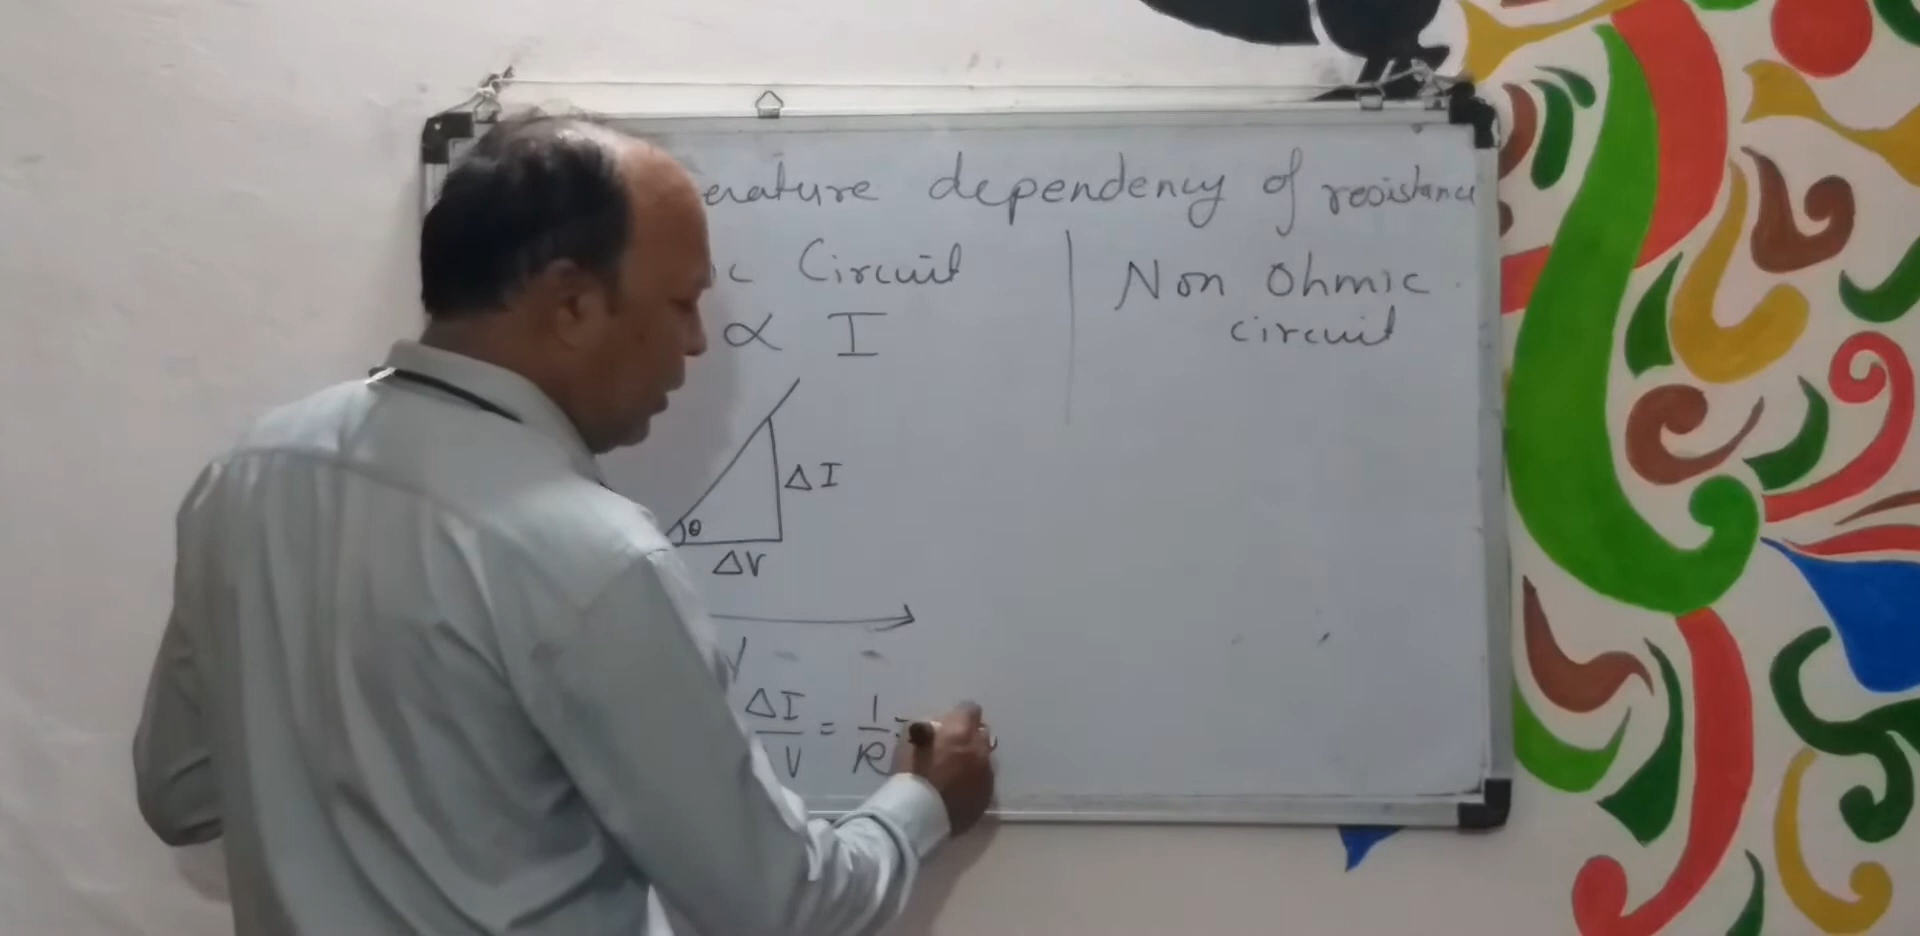 erature dependency of resistance
ic Circuit
Non Ohmic
circuit
∝ I
ΔI
θ
ΔV
V
ΔI/V = 1/R =